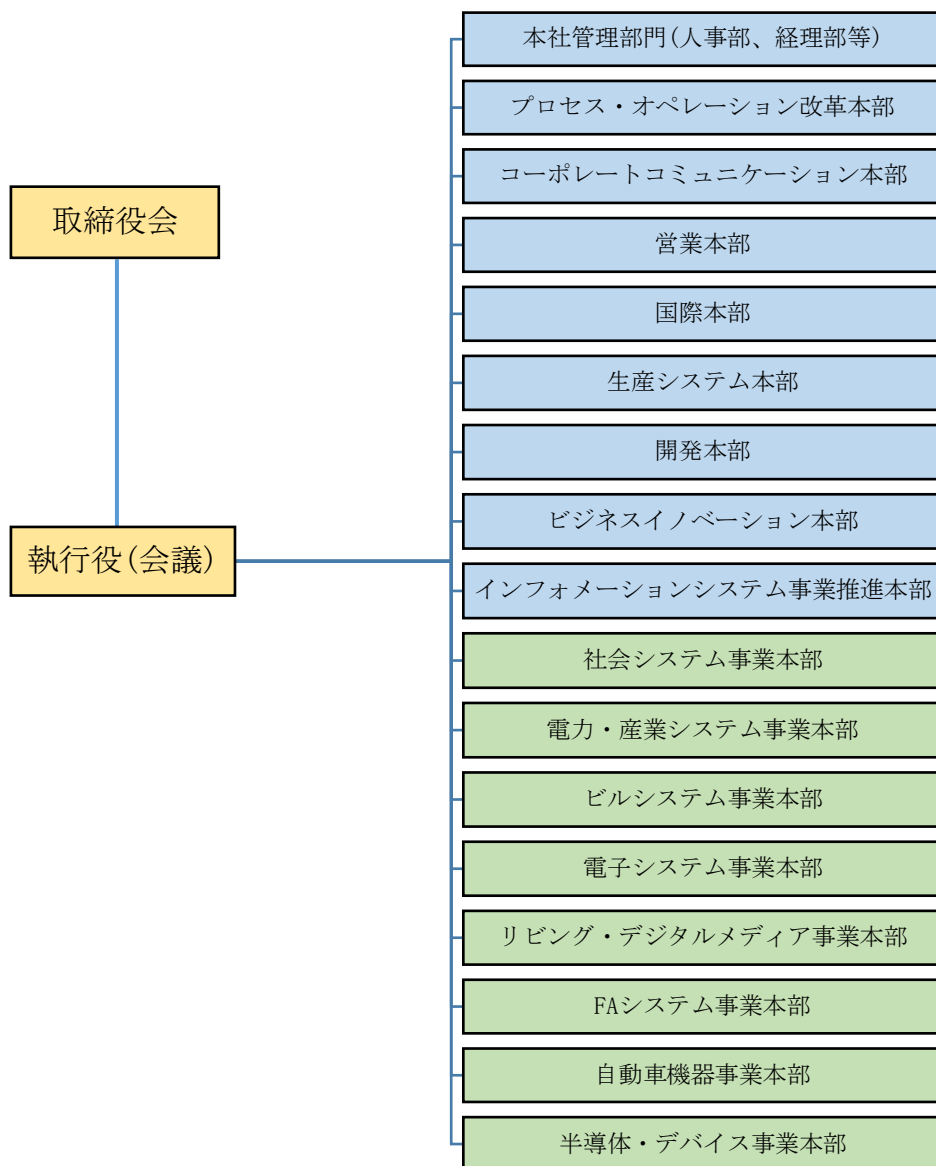 取締役会
執行役(会議)
本社管理部門(人事部、経理部等)
プロセス・オペレーション改革本部
コーポレートコミュニケーション本部
営業本部
国際本部
生産システム本部
開発本部
ビジネスイノベーション本部
インフォメーションシステム事業推進本部
社会システム事業本部
電力・産業システム事業本部
ビルシステム事業本部
電子システム事業本部
リビング・デジタルメディア事業本部
FAシステム事業本部
自動車機器事業本部
半導体・デバイス事業本部